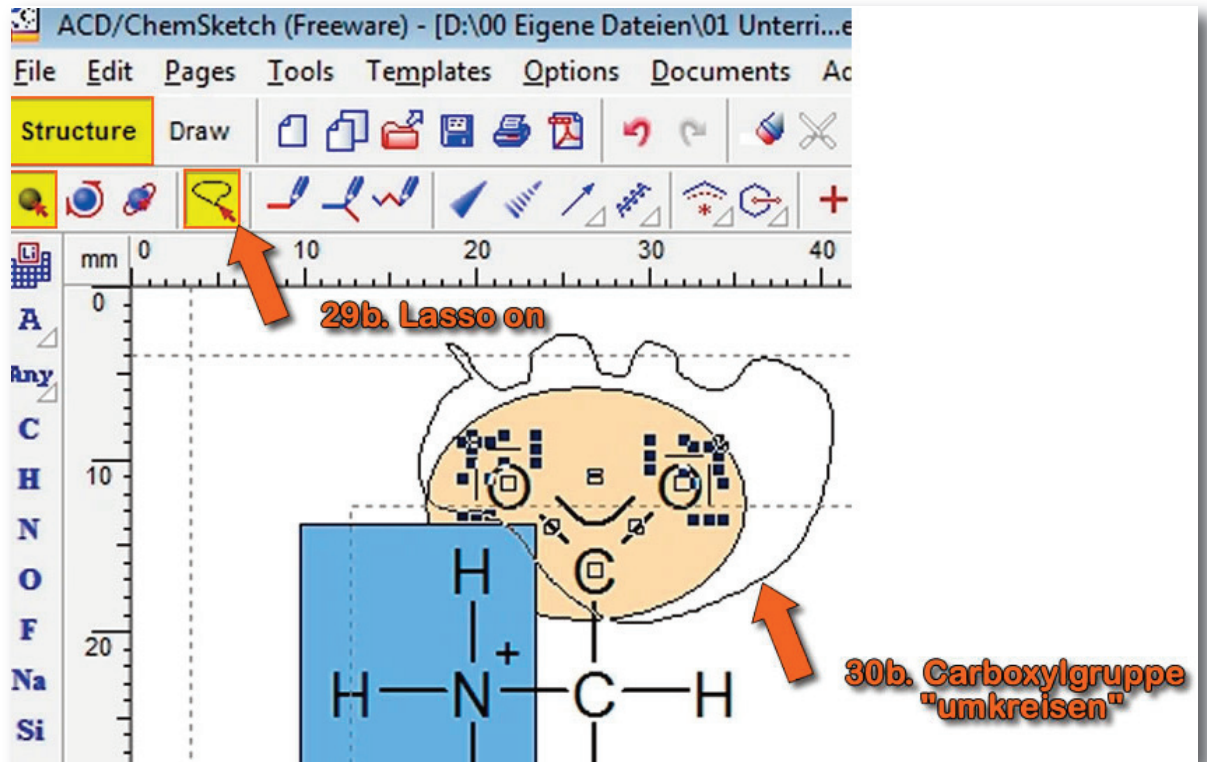 ACD/ChemSketch (Freeware) - [D:\00 Eigene Dateien\01 Unterri...e
File Edit Pages Tools Templates Options Documents Ac
Structure Draw
Li
mm 0 10 20 30 40
0
A
29b. Lasso on
Any
C
H
10
O O
N
H C
O
F
20
+
Na
H N C H
30b. Carboxylgruppe
"umkreisen"
Si